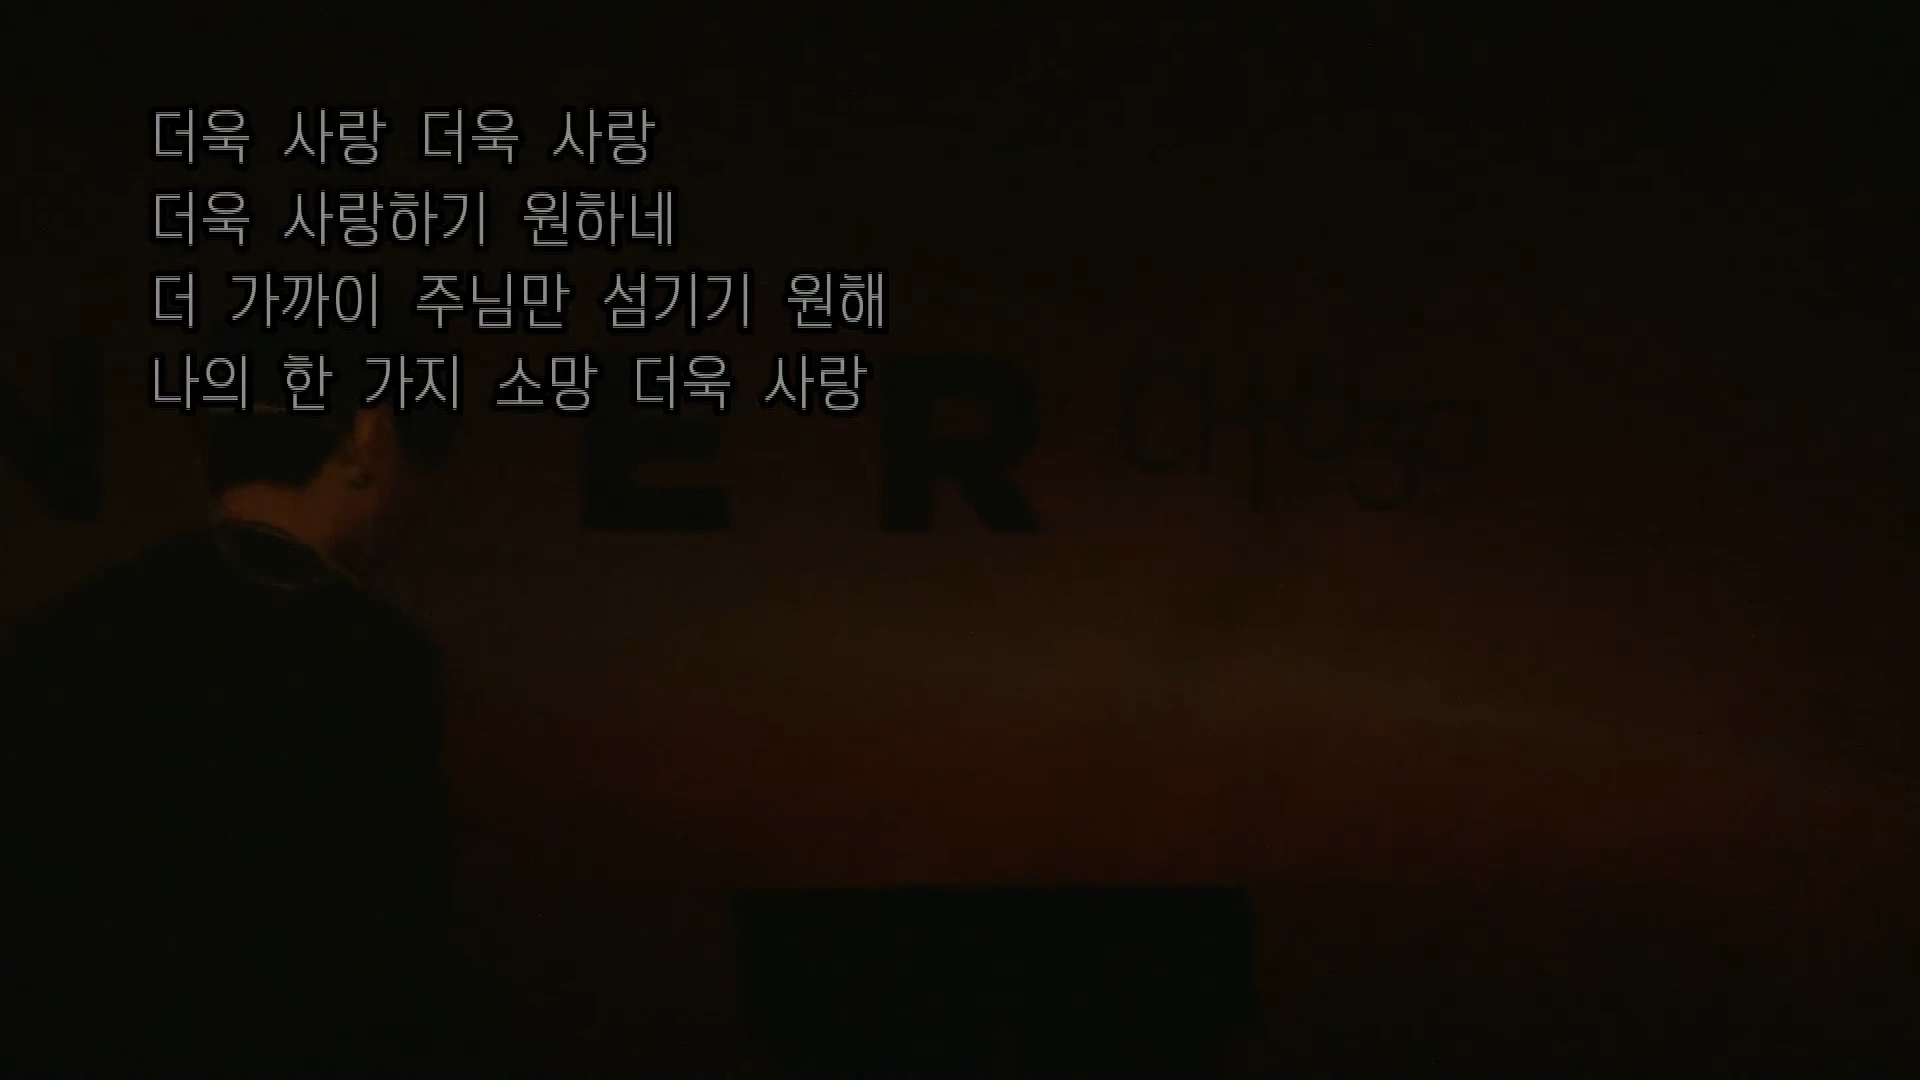 더욱 사랑 더욱 사랑
더욱 사랑하기 원하네
더 가까이 주님만 섬기기 원해
나의 한 가지 소망 더욱 사랑